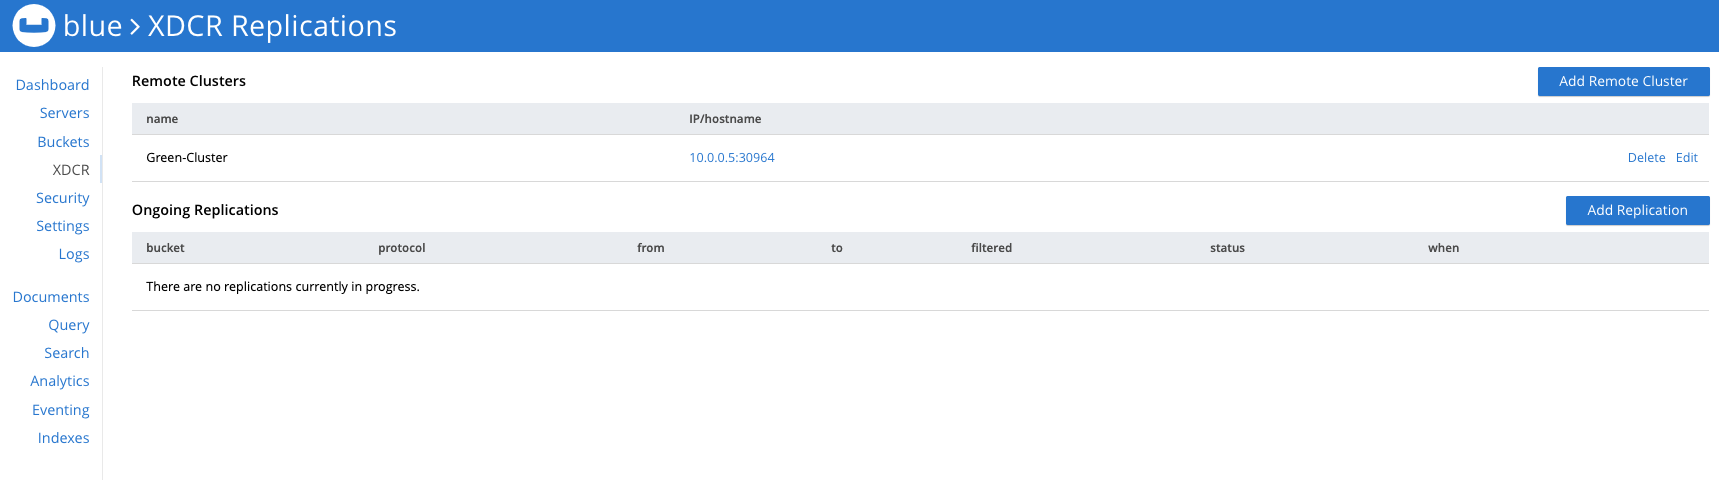 blue > XDCR Replications
Dashboard
Servers
Buckets
XDCR
Security
Settings
Logs
Documents
Query
Search
Analytics
Eventing
Indexes
Remote Clusters
Add Remote Cluster
name IP/hostname
Green-Cluster 10.0.0.5:30964 Delete Edit
Ongoing Replications
Add Replication
bucket protocol from to filtered status when
There are no replications currently in progress.